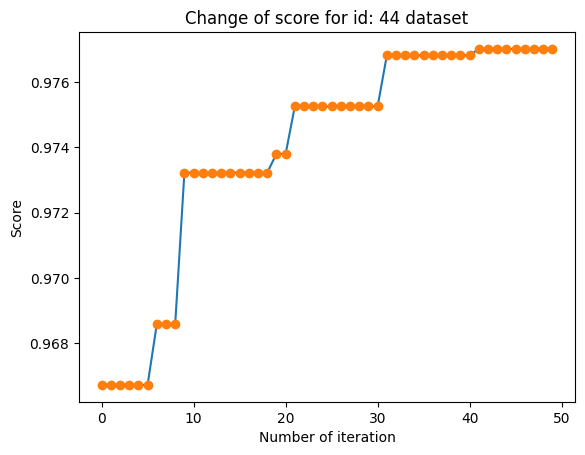 Change of score for id: 44 dataset
Score
0.976
0.974
0.972
0.970
0.968
0 10 20 30 40 50
Number of iteration